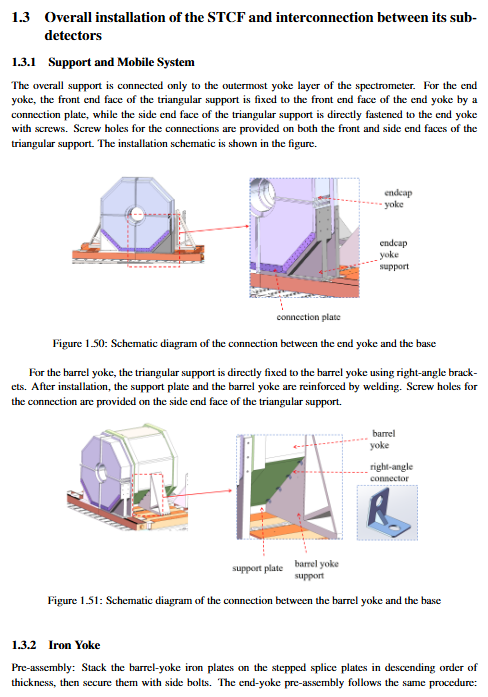 1.3 Overall installation of the STCF and interconnection between its sub-
detectors
1.3.1 Support and Mobile System
The overall support is connected only to the outermost yoke layer of the spectrometer. For the end
yoke, the front end face of the triangular support is fixed to the front end face of the end yoke by a
connection plate, while the side end face of the triangular support is directly fastened to the end yoke
with screws. Screw holes for the connections are provided on both the front and side end faces of the
triangular support. The installation schematic is shown in the figure.
endcap
yoke
endcap
yoke
support
connection plate
Figure 1.50: Schematic diagram of the connection between the end yoke and the base
For the barrel yoke, the triangular support is directly fixed to the barrel yoke using right-angle brack-
ets. After installation, the support plate and the barrel yoke are reinforced by welding. Screw holes for
the connection are provided on the side end face of the triangular support.
barrel
yoke
right-angle
connector
support plate
barrel yoke
support
Figure 1.51: Schematic diagram of the connection between the barrel yoke and the base
1.3.2 Iron Yoke
Pre-assembly: Stack the barrel-yoke iron plates on the stepped splice plates in descending order of
thickness, then secure them with side bolts. The end-yoke pre-assembly follows the same procedure: